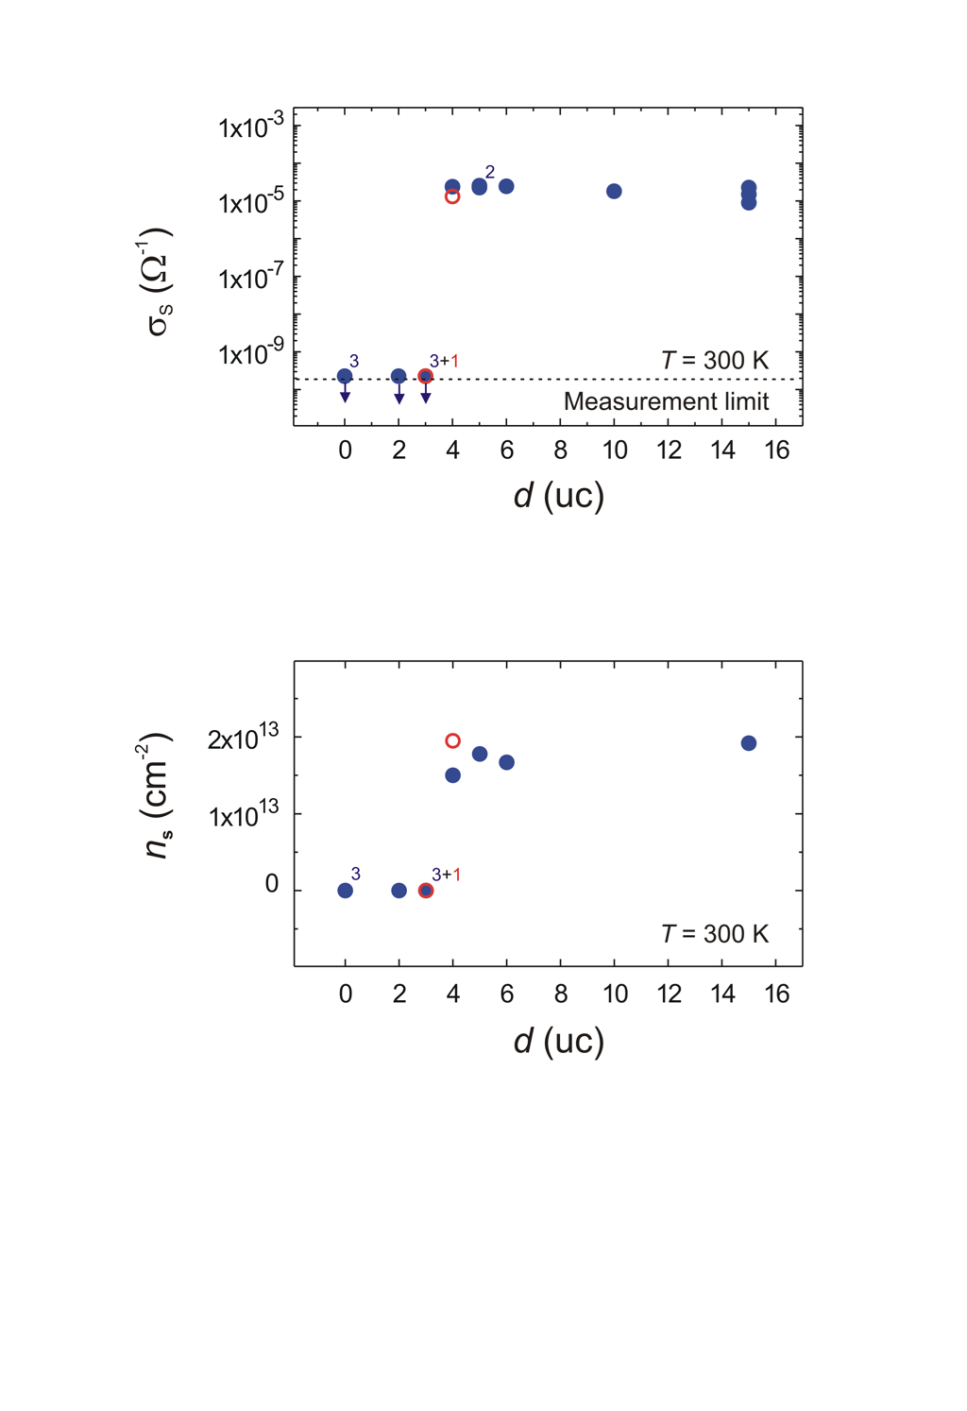 1x10⁻³
2
1x10⁻⁵
σ_S (Ω⁻¹)
1x10⁻⁷
1x10⁻⁹
3
3+1
T = 300 K
Measurement limit
0 2 4 6 8 10 12 14 16
d (uc)
2x10¹³
n_s (cm⁻²)
1x10¹³
3
3+1
0
T = 300 K
0 2 4 6 8 10 12 14 16
d (uc)